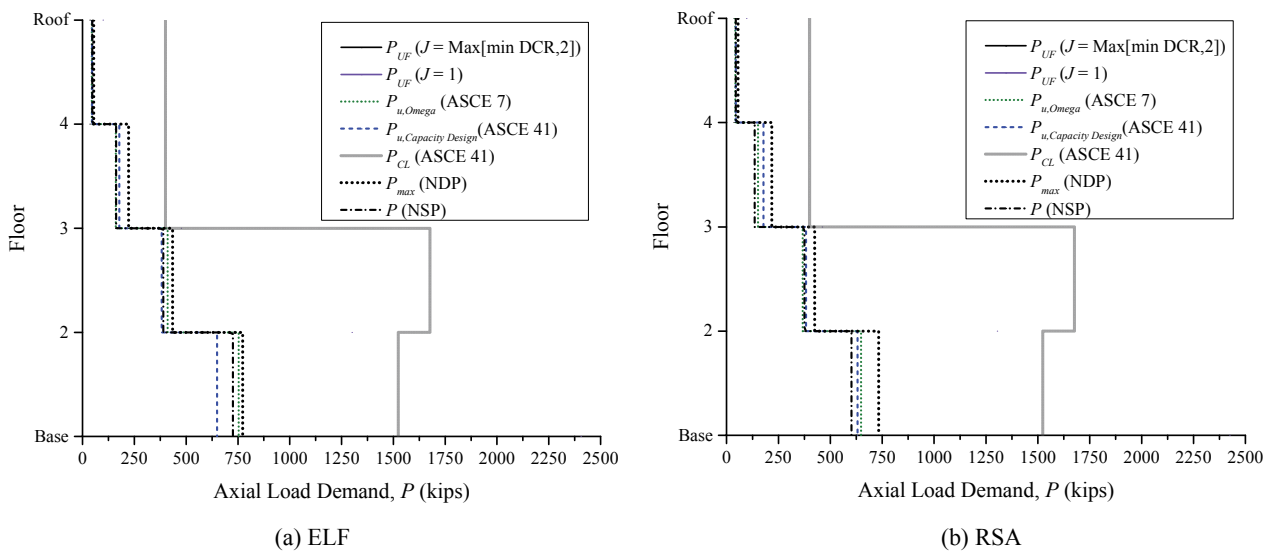 Roof
4
3
2
Base
Floor
0 250 500 750 1000 1250 1500 1750 2000 2250 2500
Axial Load Demand, P (kips)
P_UF (J = Max[min DCR,2])
P_UF (J = 1)
P_u,Omega (ASCE 7)
P_u,Capacity Design (ASCE 41)
P_CL (ASCE 41)
P_max (NDP)
P (NSP)
(a) ELF
Roof
4
3
2
Base
Floor
0 250 500 750 1000 1250 1500 1750 2000 2250 2500
Axial Load Demand, P (kips)
P_UF (J = Max[min DCR,2])
P_UF (J = 1)
P_u,Omega (ASCE 7)
P_u,Capacity Design (ASCE 41)
P_CL (ASCE 41)
P_max (NDP)
P (NSP)
(b) RSA